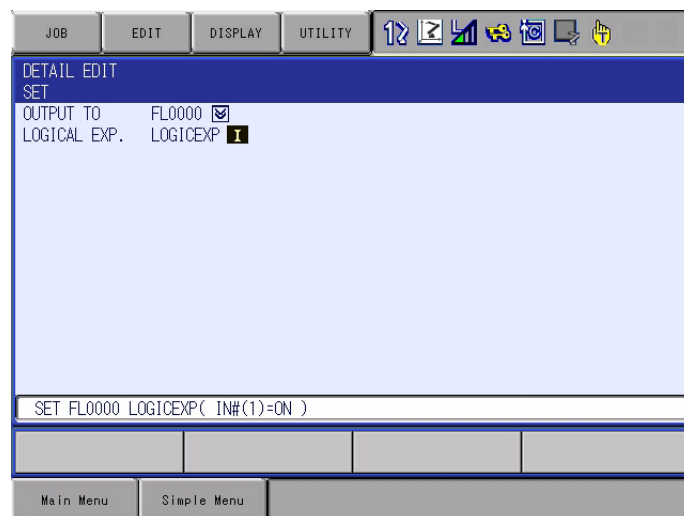 JOB EDIT DISPLAY UTILITY
DETAIL EDIT
SET
OUTPUT TO FL0000
LOGICAL EXP. LOGICEXP I
SET FL0000 LOGICEXP( IN#(1)=ON )
Main Menu Simple Menu